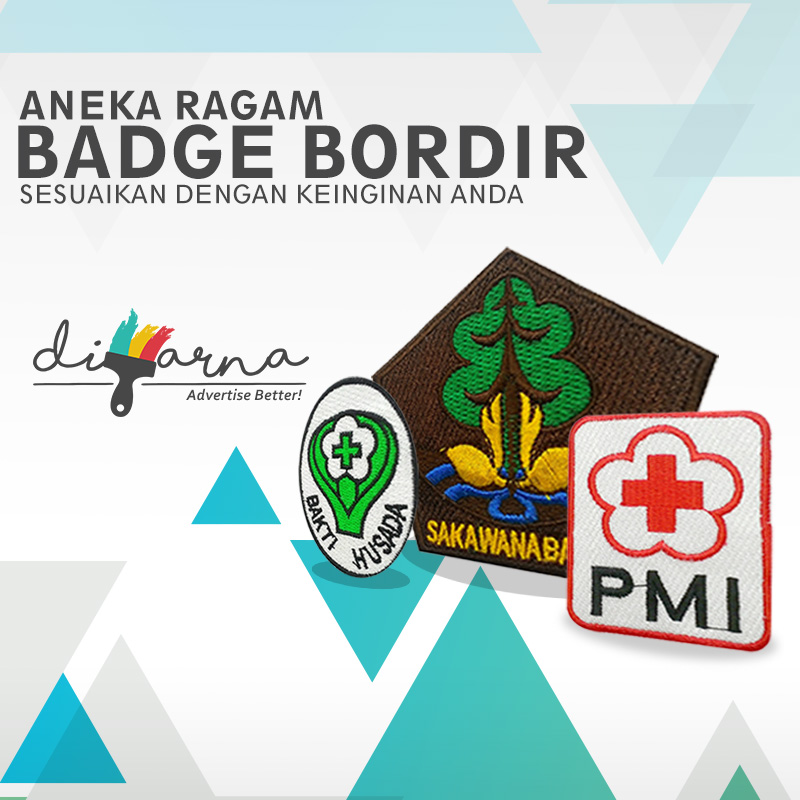 ANEKA RAGAM
BADGE BORDIR
SESUAIKAN DENGAN KEINGINAN ANDA
diwarna
Advertise Better!
BAKTI HUSADA
SAKAWANABA
PMI